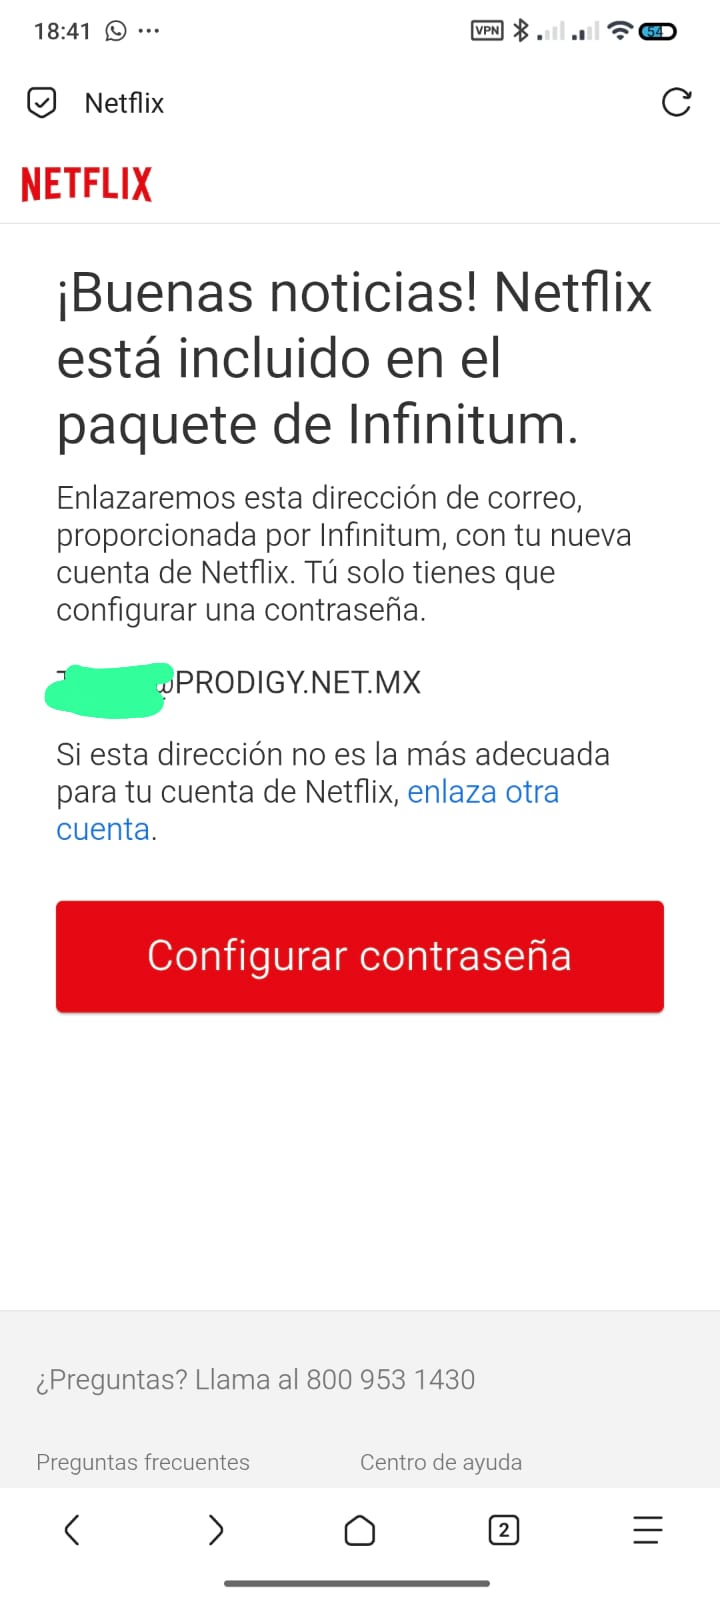 18:41
VPN
54
Netflix
NETFLIX
¡Buenas noticias! Netflix
está incluido en el
paquete de Infinitum.
Enlazaremos esta dirección de correo,
proporcionada por Infinitum, con tu nueva
cuenta de Netflix. Tú solo tienes que
configurar una contraseña.
@PRODIGY.NET.MX
Si esta dirección no es la más adecuada
para tu cuenta de Netflix, enlaza otra
cuenta.
Configurar contraseña
¿Preguntas? Llama al 800 953 1430
Preguntas frecuentes
Centro de ayuda
2